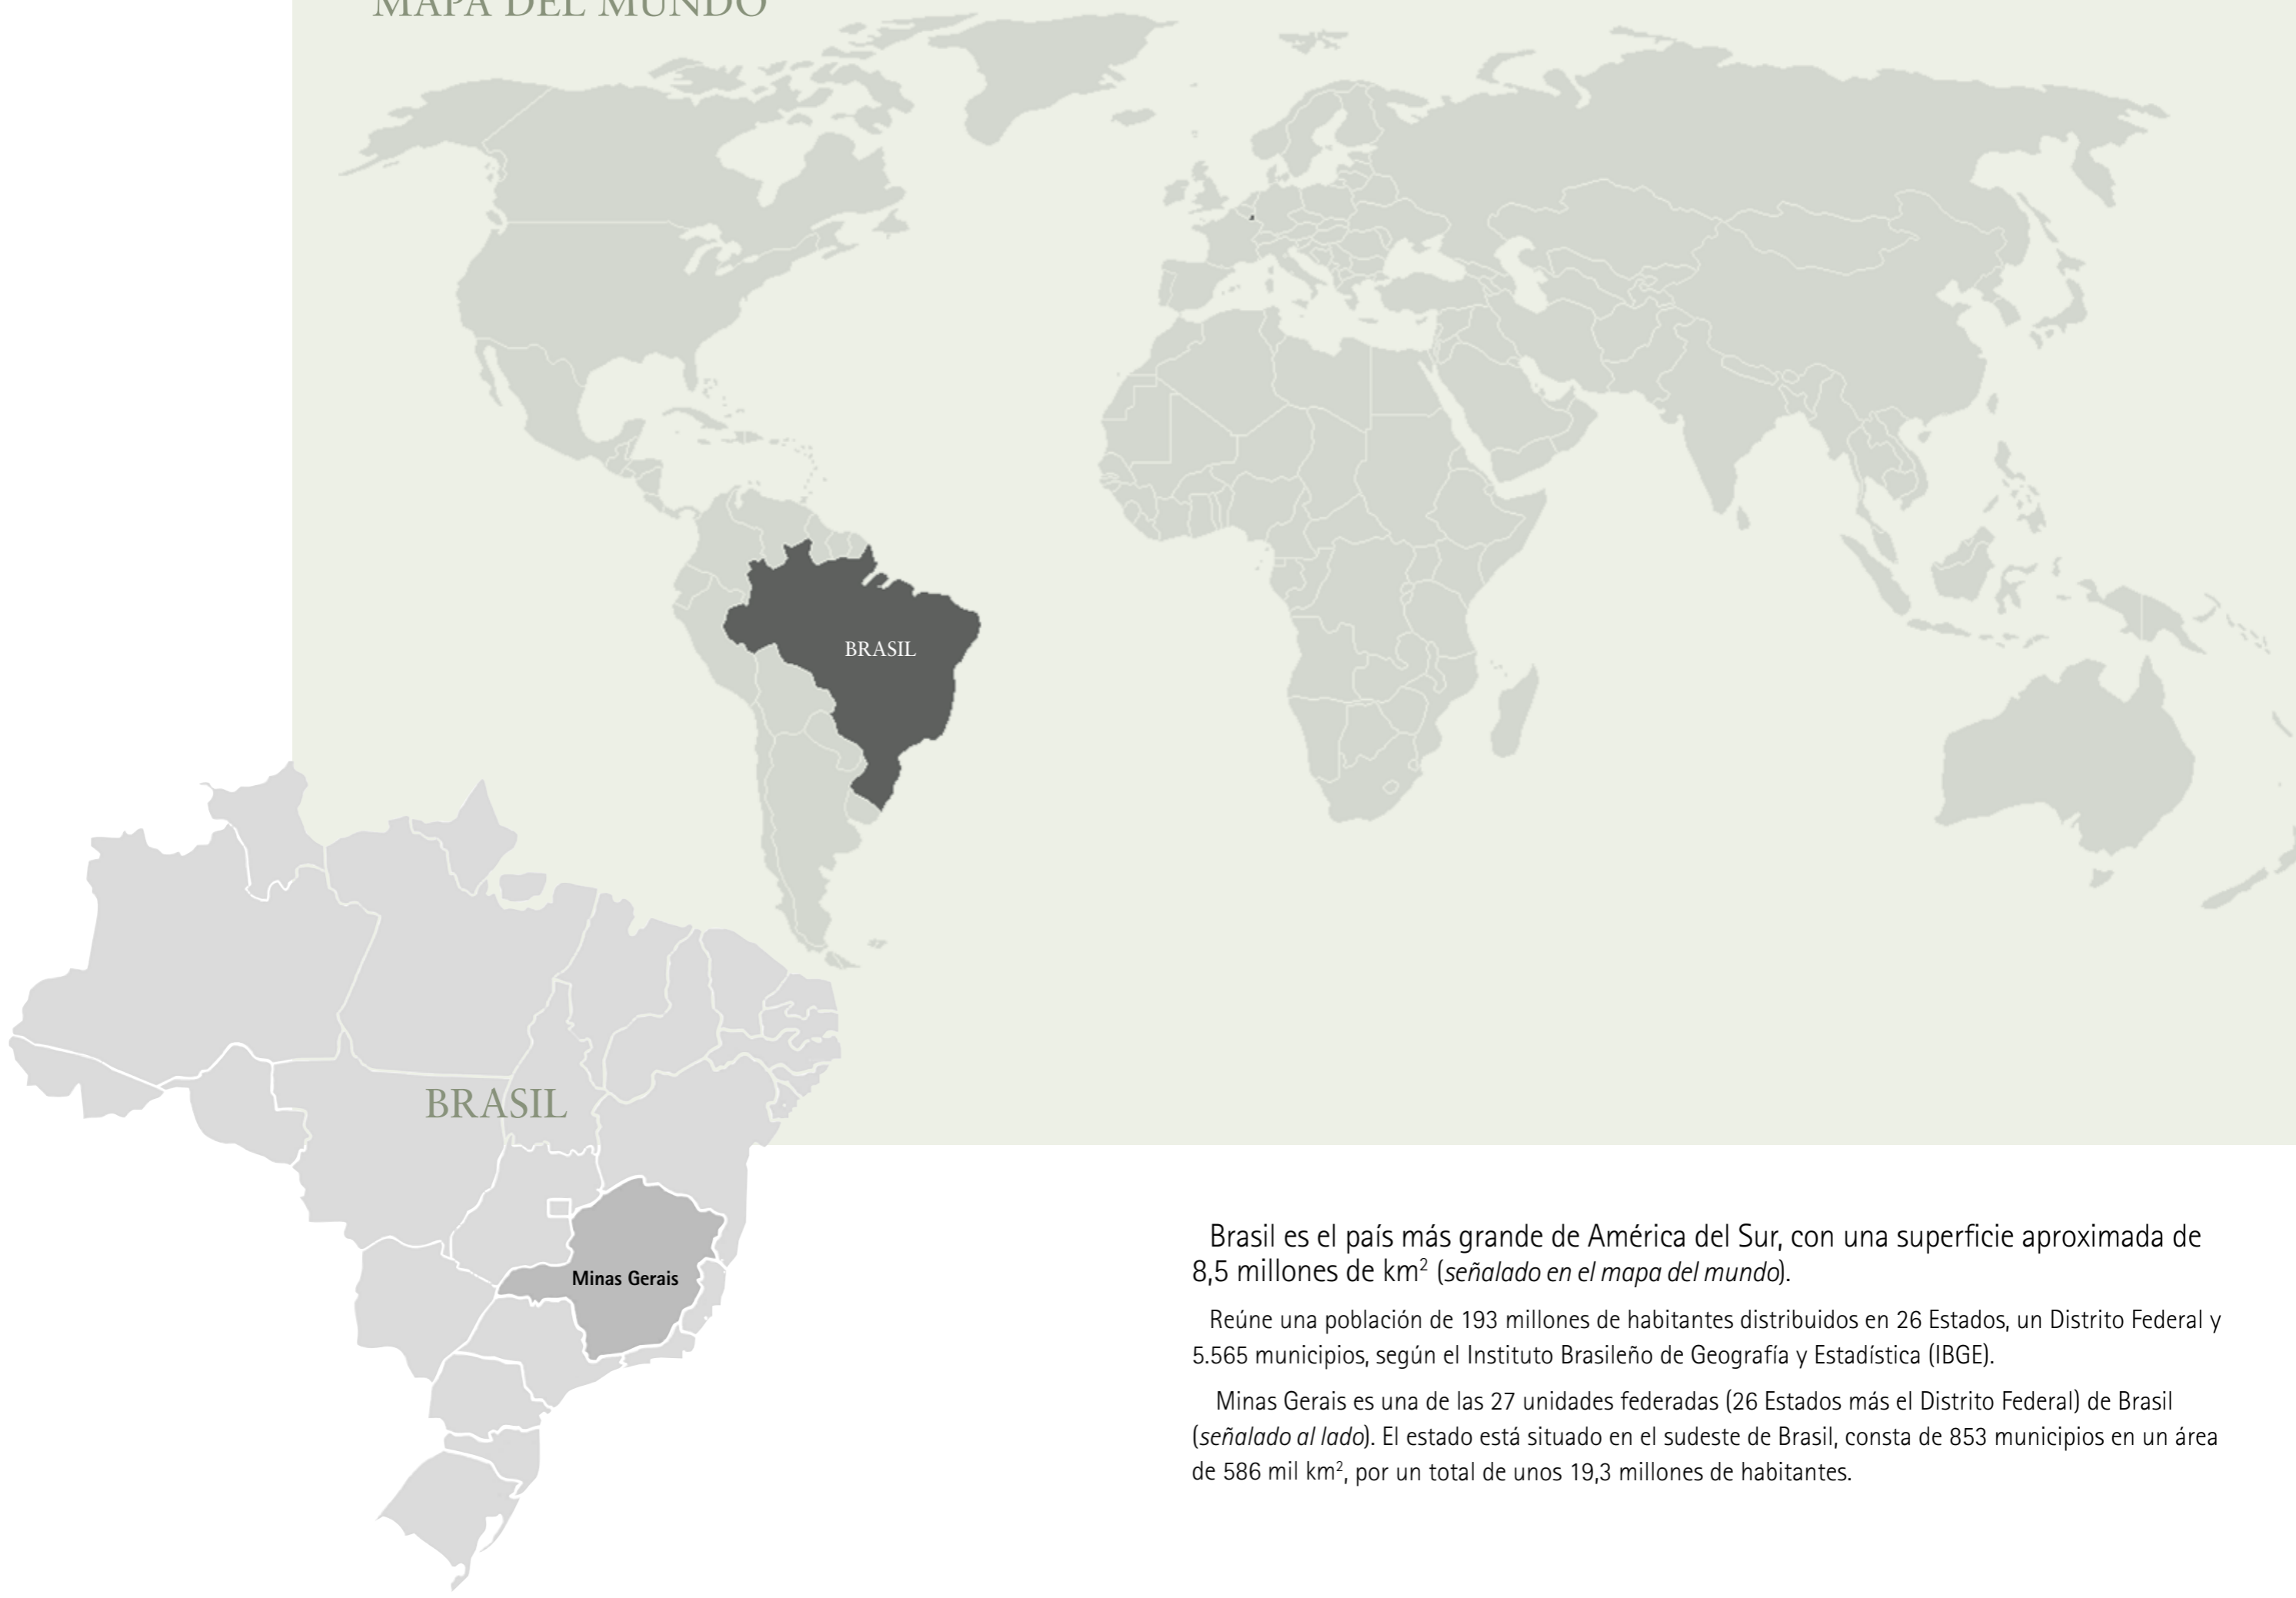 MAPA DEL MUNDO
BRASIL
BRASIL
Minas Gerais
Brasil es el país más grande de América del Sur, con una superficie aproximada de
8,5 millones de km² (señalado en el mapa del mundo).
Reúne una población de 193 millones de habitantes distribuidos en 26 Estados, un Distrito Federal y
5.565 municipios, según el Instituto Brasileño de Geografía y Estadística (IBGE).
Minas Gerais es una de las 27 unidades federadas (26 Estados más el Distrito Federal) de Brasil
(señalado al lado). El estado está situado en el sudeste de Brasil, consta de 853 municipios en un área
de 586 mil km², por un total de unos 19,3 millones de habitantes.